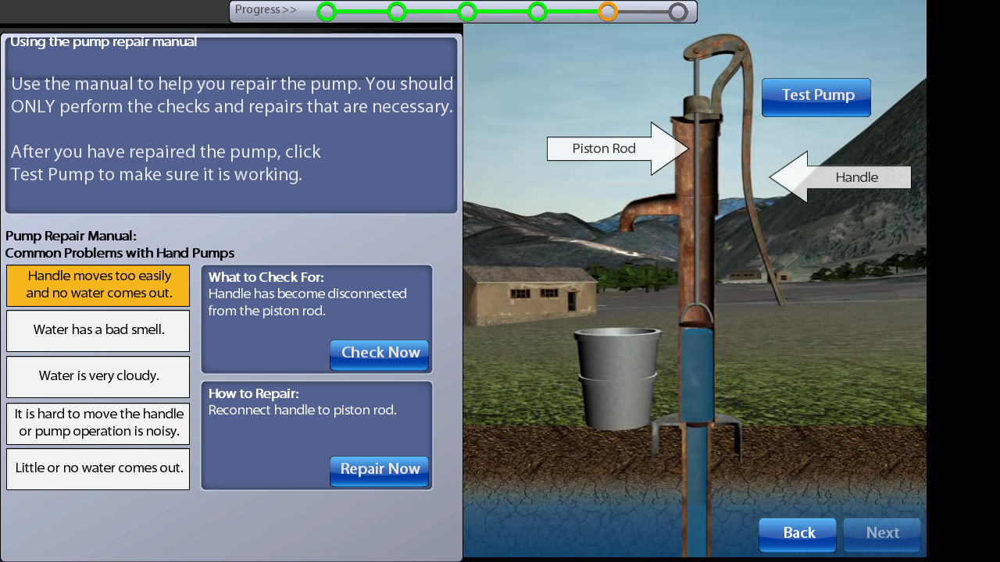 Progress >>
Using the pump repair manual
Use the manual to help you repair the pump. You should
ONLY perform the checks and repairs that are necessary.
After you have repaired the pump, click
Test Pump to make sure it is working.
Pump Repair Manual:
Common Problems with Hand Pumps
Handle moves too easily
and no water comes out.
Water has a bad smell.
Water is very cloudy.
It is hard to move the handle
or pump operation is noisy.
Little or no water comes out.
What to Check For:
Handle has become disconnected
from the piston rod.
Check Now
How to Repair:
Reconnect handle to piston rod.
Repair Now
Test Pump
Piston Rod
Handle
Back
Next